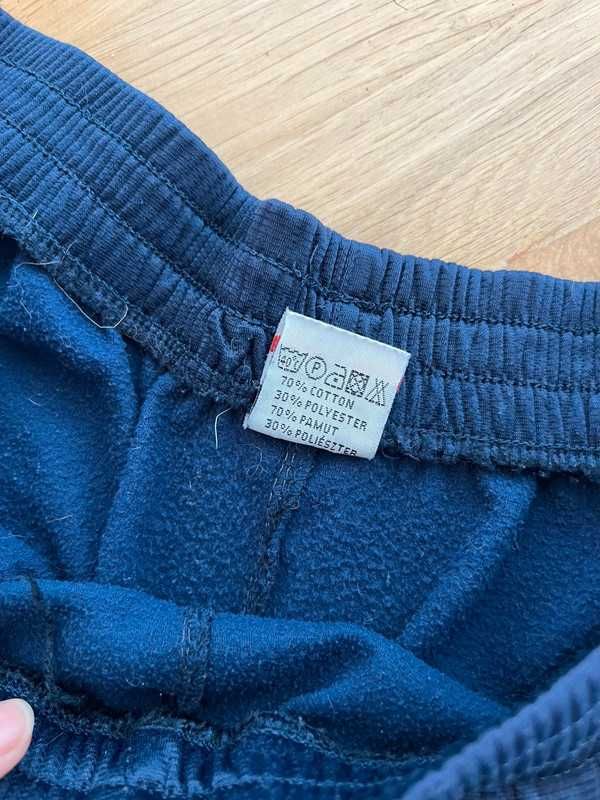 40° P
70% COTTON
30% POLYESTER
70% PAMUT
30% POLIÉSZTER